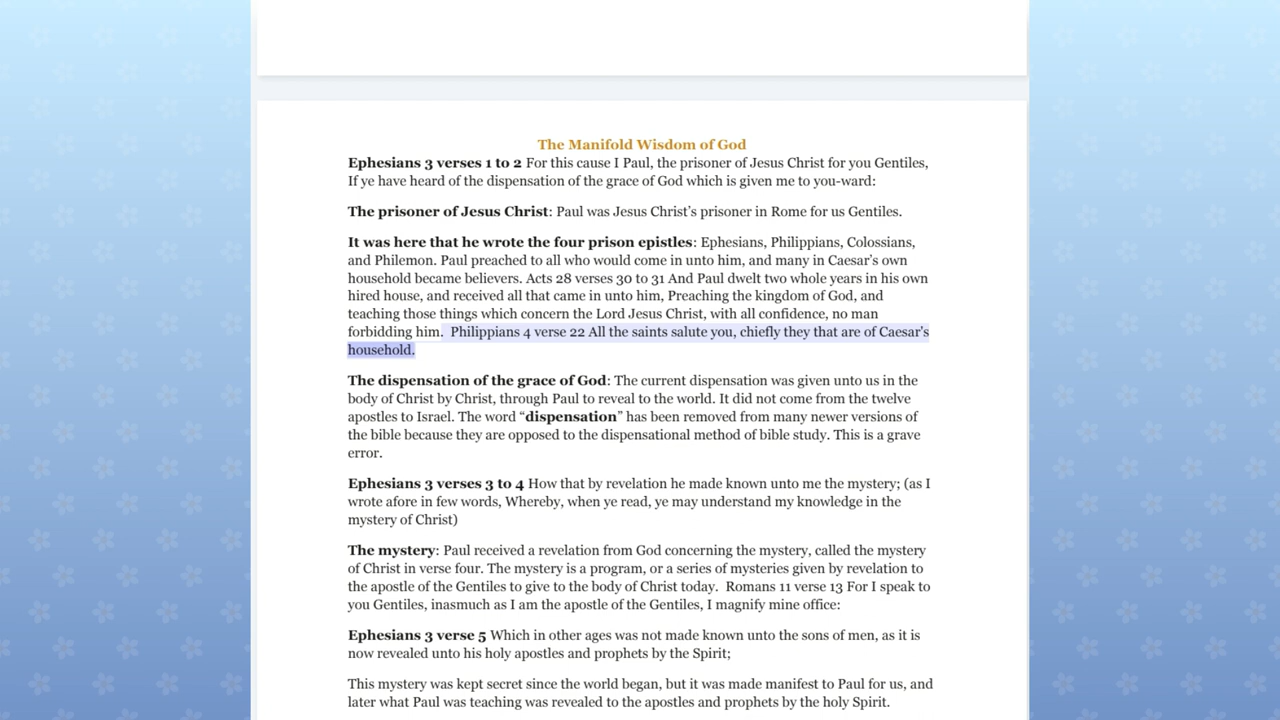 The Manifold Wisdom of God
Ephesians 3 verses 1 to 2 For this cause I Paul, the prisoner of Jesus Christ for you Gentiles,
If ye have heard of the dispensation of the grace of God which is given me to you-ward:
The prisoner of Jesus Christ: Paul was Jesus Christ’s prisoner in Rome for us Gentiles.
It was here that he wrote the four prison epistles: Ephesians, Philippians, Colossians,
and Philemon. Paul preached to all who would come in unto him, and many in Caesar’s own
household became believers. Acts 28 verses 30 to 31 And Paul dwelt two whole years in his own
hired house, and received all that came in unto him, Preaching the kingdom of God, and
teaching those things which concern the Lord Jesus Christ, with all confidence, no man
forbidding him.  Philippians 4 verse 22 All the saints salute you, chiefly they that are of Caesar’s
household.
The dispensation of the grace of God: The current dispensation was given unto us in the
body of Christ by Christ, through Paul to reveal to the world. It did not come from the twelve
apostles to Israel. The word “dispensation” has been removed from many newer versions of
the bible because they are opposed to the dispensational method of bible study. This is a grave
error.
Ephesians 3 verses 3 to 4 How that by revelation he made known unto me the mystery; (as I
wrote afore in few words, Whereby, when ye read, ye may understand my knowledge in the
mystery of Christ)
The mystery: Paul received a revelation from God concerning the mystery, called the mystery
of Christ in verse four. The mystery is a program, or a series of mysteries given by revelation to
the apostle of the Gentiles to give to the body of Christ today.  Romans 11 verse 13 For I speak to
you Gentiles, inasmuch as I am the apostle of the Gentiles, I magnify mine office:
Ephesians 3 verse 5 Which in other ages was not made known unto the sons of men, as it is
now revealed unto his holy apostles and prophets by the Spirit;
This mystery was kept secret since the world began, but it was made manifest to Paul for us, and
later what Paul was teaching was revealed to the apostles and prophets by the holy Spirit.